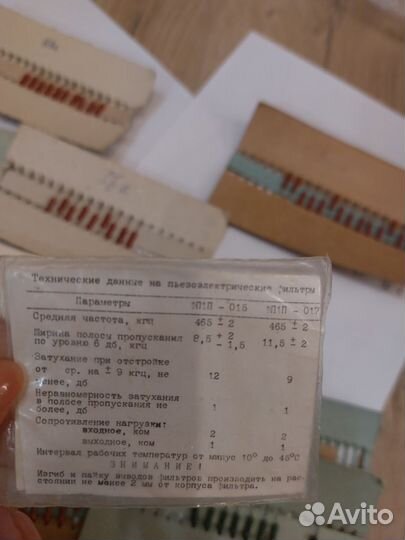 Технические данные на пьезоэлектрические фильтры
Параметры ФП1П - 015 ФП1П - 017
Средняя частота, кгц 465 ± 2 465 ± 2
Ширина полосы пропускания + 2
по уровню 6 дб, кгц 8,5 - 1,5 11,5 ± 2
Затухание при отстройке
от ср. на ± 9 кгц, не
менее, дб 12 9
Неравномерность затухания
в полосе пропускания не
более, дб 1 1
Сопротивление нагрузки:
входное, ком 2 2
выходное, ком 1 1
Интервал рабочих температур от минус 10° до 45°С
ВНИМАНИЕ!
Изгиб и пайку выводов фильтров производить на рас-
стоянии не менее 2 мм от корпуса фильтра.
Avito